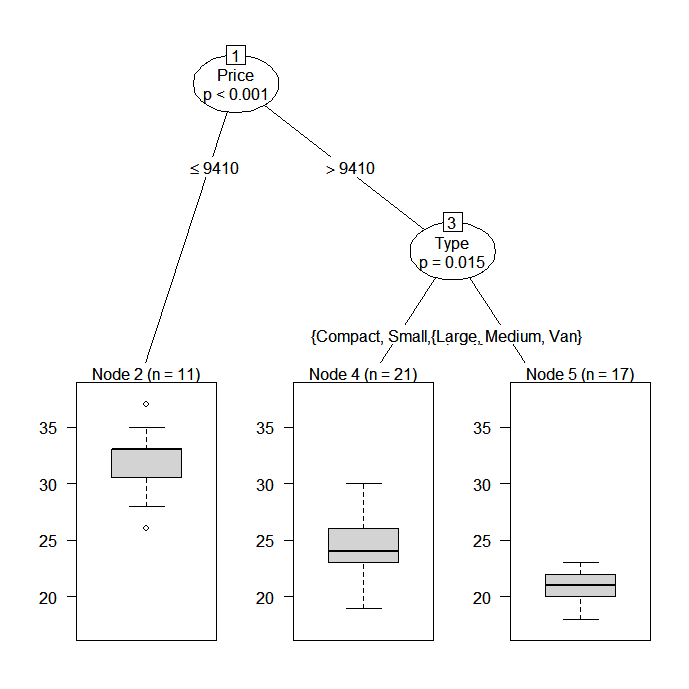 1
Price
p < 0.001
≤ 9410
> 9410
3
Type
p = 0.015
{Compact, Small,
{Large, Medium, Van}
Node 2 (n = 11)
35
30
25
20
Node 4 (n = 21)
35
30
25
20
Node 5 (n = 17)
35
30
25
20